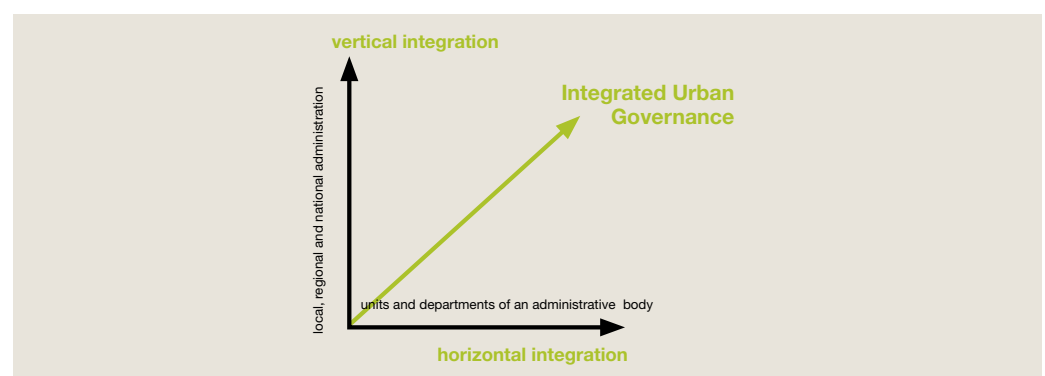 vertical integration
Integrated Urban
Governance
local, regional and national administration
units and departments of an administrative body
horizontal integration